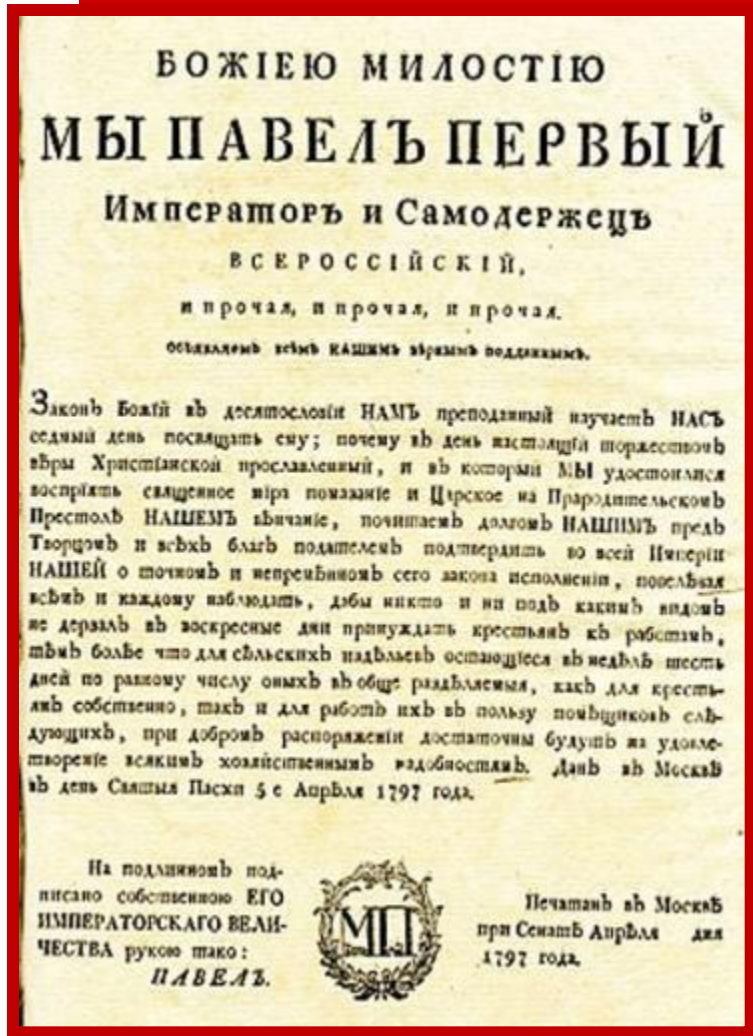 БОЖІЕЮ МИЛОСТІЮ
МЫ ПАВЕЛЪ ПЕРВЫЙ
Императоръ и Самодержецъ
ВСЕРОССІЙСКІЙ,
и прочая, и прочая, и прочая.
Объявляемъ всѣмъ НАШИМЪ вѣрнымъ подданнымъ.
Законъ Божій въ десятословіи НАМЪ преподанный научаетъ НАСЪ
седмый день посвящать ему; почему въ день настоящій торжествомъ
вѣры Христіанской прославленный, и въ который МЫ удостоилися
воспріять священное мѵра помазаніе и Царское на Прародительскомъ
Престолѣ НАШЕМЪ вѣнчаніе, почитаемъ долгомъ НАШИМЪ предъ
Творцомъ и всѣхъ благъ подателемъ подтвердить во всей Имперіи
НАШЕЙ о точномъ и непремѣнномъ сего закона исполненіи, повелѣвая
всѣмъ и каждому наблюдать, дабы никто и ни подъ какимъ видомъ
не дерзалъ въ воскресные дни принуждать крестьянъ къ работамъ,
тѣмъ болѣе что для сѣльскихъ издѣльевъ остающіеся въ недѣлѣ шесть
дней по равному числу оныхъ въ обще раздѣляемыя, какъ для кресть-
янъ собственно, такъ и для работъ ихъ въ пользу помѣщиковъ слѣ-
дующихъ, при добромъ распоряженіи достаточны будутъ на удовле-
твореніе всякимъ хозяйственнымъ надобностямъ. Данъ въ Москвѣ
въ день Святыя Пасхи 5 е Апрѣля 1797 года.
На подлинномъ под-
писано собственною ЕГО
ИМПЕРАТОРСКАГО ВЕЛИ-
ЧЕСТВА рукою тако:
ПАВЕЛЪ.
МП
Печатанъ въ Москвѣ
при Сенатѣ Апрѣля дня
1797 года.